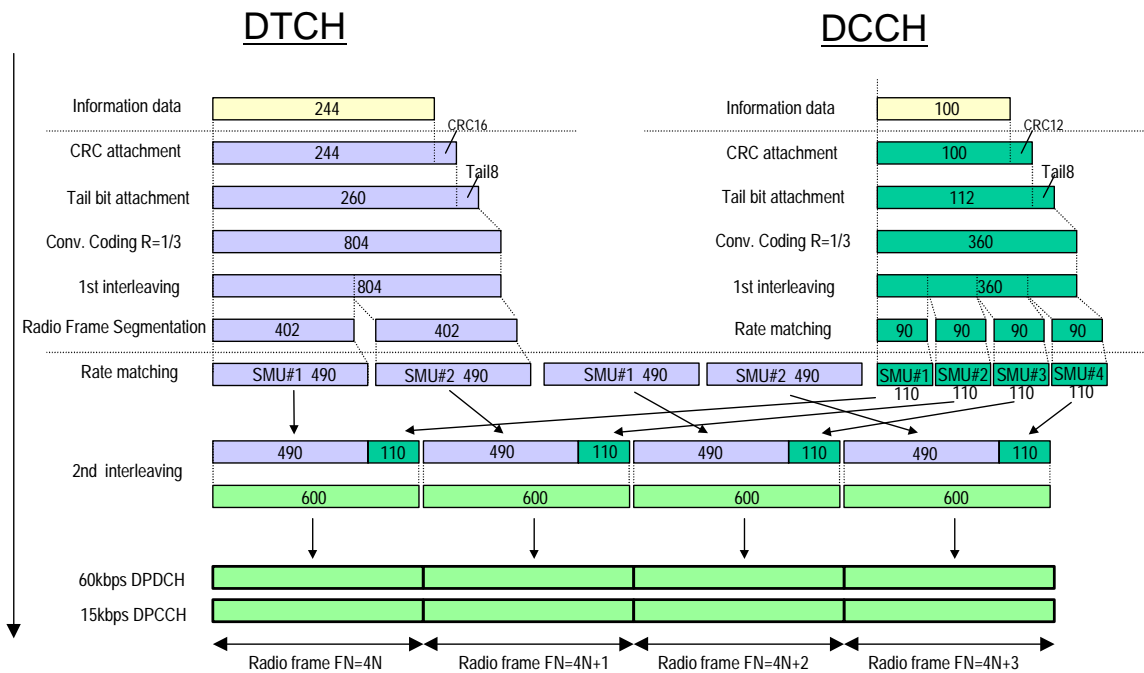 DTCH DCCH
Information data 244 Information data 100
CRC16 CRC12
CRC attachment 244 CRC attachment 100
Tail8 Tail8
Tail bit attachment 260 Tail bit attachment 112
Conv. Coding R=1/3 804 Conv. Coding R=1/3 360
1st interleaving 804 1st interleaving 360
Radio Frame Segmentation 402 402 Rate matching 90 90 90 90
Rate matching SMU#1 490 SMU#2 490 SMU#1 490 SMU#2 490 SMU#1 SMU#2 SMU#3 SMU#4
110 110 110 110
490 110 490 110 490 110 490 110
2nd interleaving
600 600 600 600
60kbps DPDCH
15kbps DPCCH
Radio frame FN=4N Radio frame FN=4N+1 Radio frame FN=4N+2 Radio frame FN=4N+3